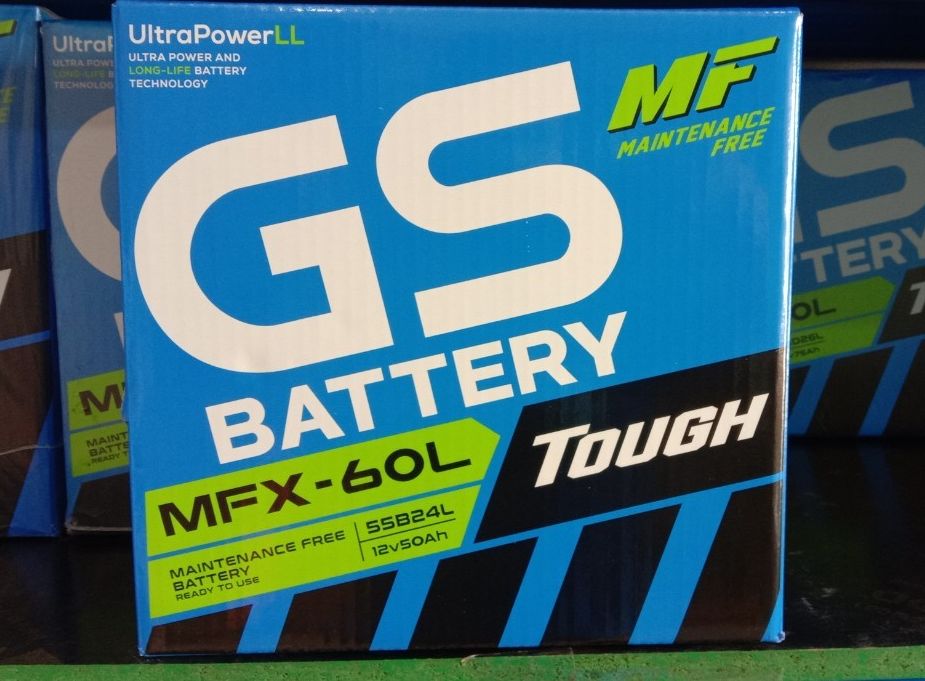 UltraPowerLL
ULTRA POWER AND
LONG-LIFE BATTERY
TECHNOLOGY
MF
MAINTENANCE
FREE
GS
BATTERY
TOUGH
MFX-60L
MAINTENANCE FREE
BATTERY
READY TO USE
55B24L
12v50Ah